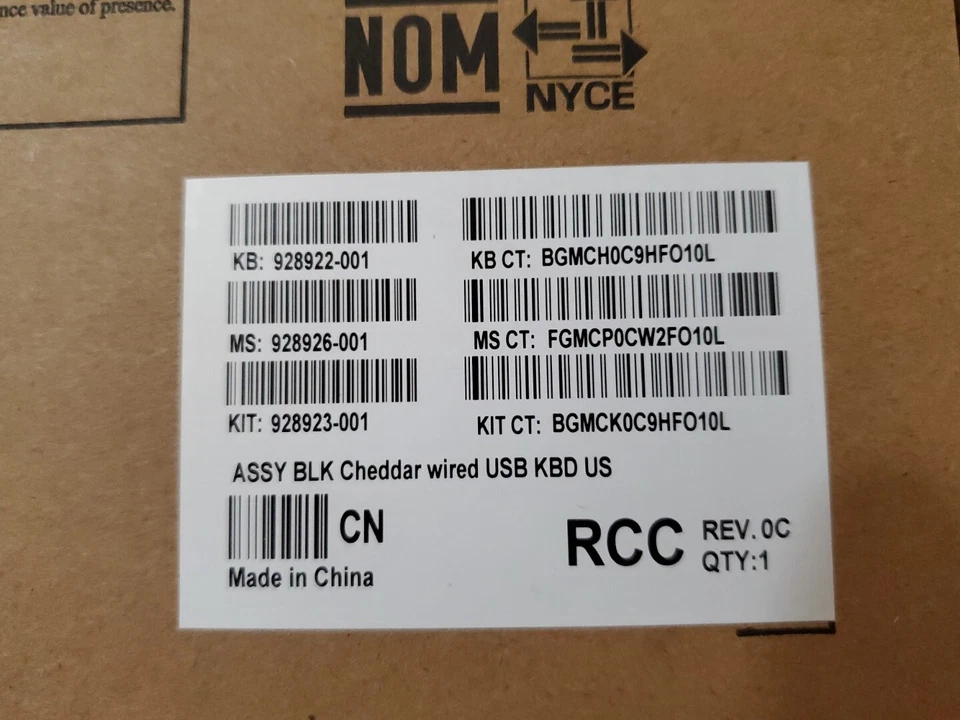 nce value of presence.
NOM
NYCE
KB: 928922-001
KB CT: BGMCH0C9HFO10L
MS: 928926-001
MS CT: FGMCP0CW2FO10L
KIT: 928923-001
KIT CT: BGMCK0C9HFO10L
ASSY BLK Cheddar wired USB KBD US
CN
RCC
REV. 0C
QTY:1
Made in China